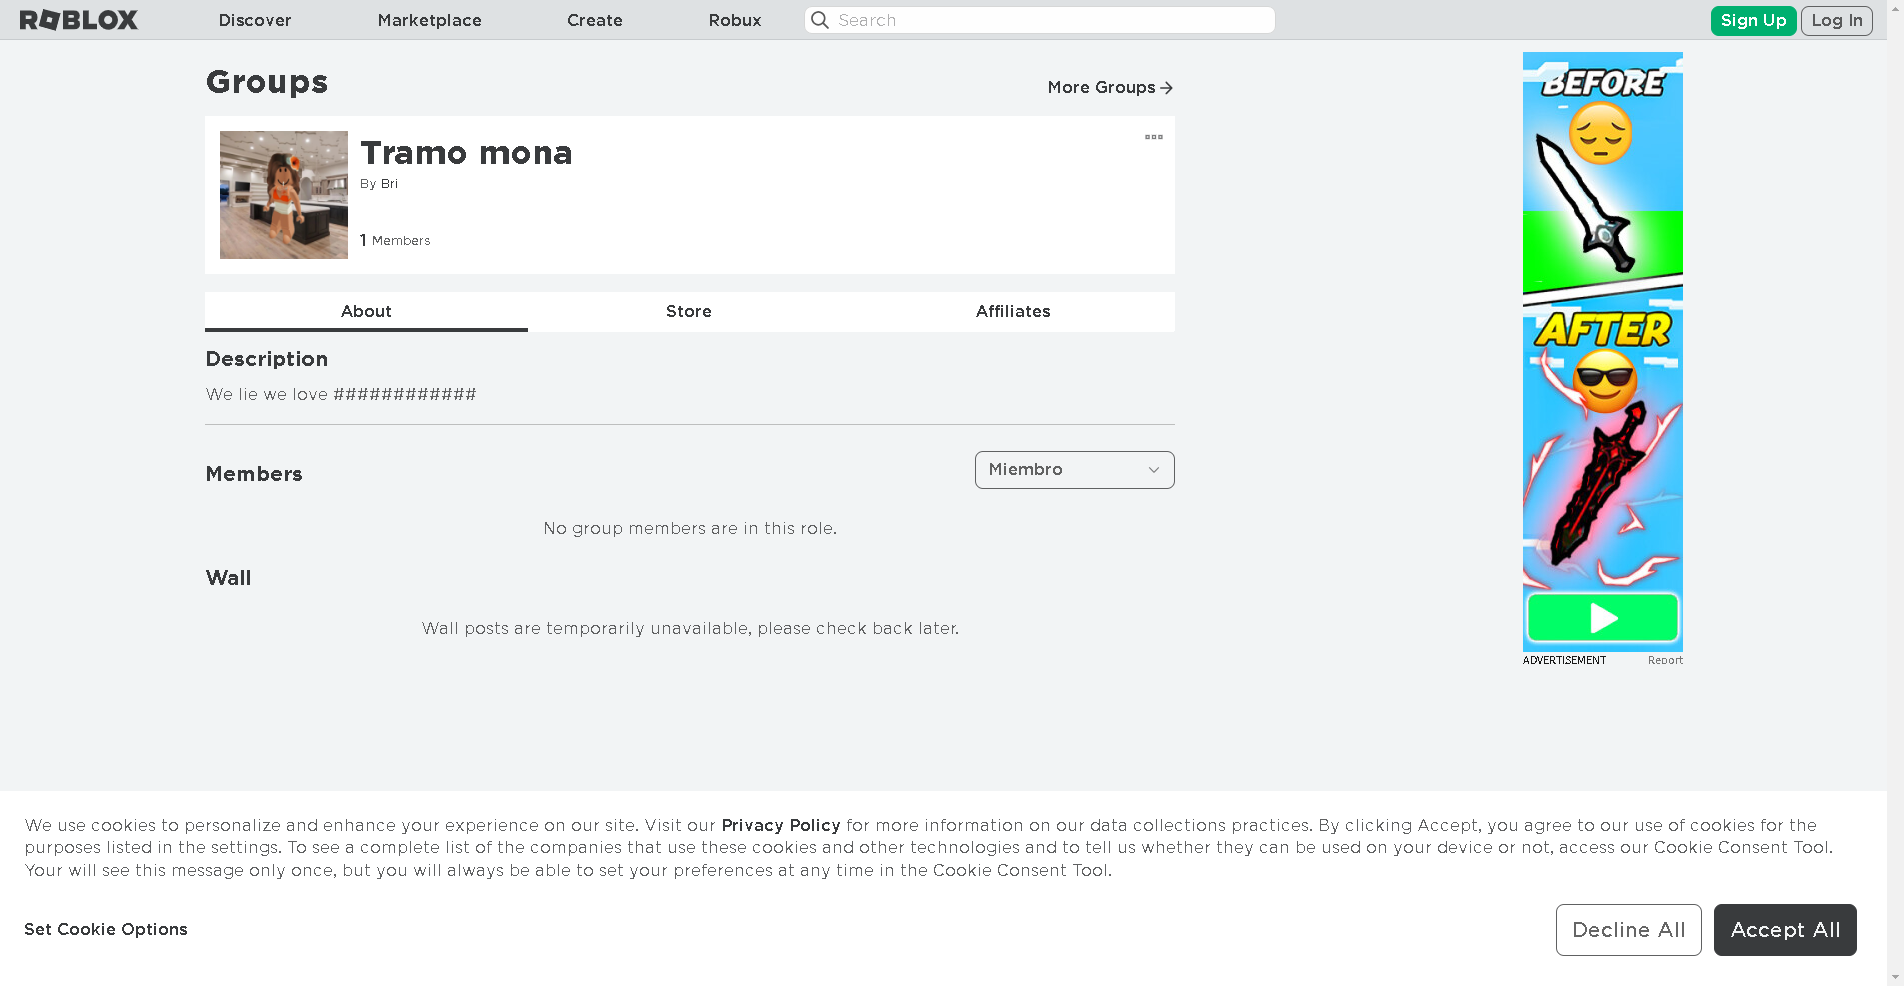 ROBLOX Discover Marketplace Create Robux Search Sign Up Log In
Groups
More Groups
Tramo mona
By Bri
1 Members
About Store Affiliates
Description
We lie we love ############
Members
Miembro
No group members are in this role.
Wall
Wall posts are temporarily unavailable, please check back later.
BEFORE
AFTER
ADVERTISEMENT Report
We use cookies to personalize and enhance your experience on our site. Visit our Privacy Policy for more information on our data collections practices. By clicking Accept, you agree to our use of cookies for the
purposes listed in the settings. To see a complete list of the companies that use these cookies and other technologies and to tell us whether they can be used on your device or not, access our Cookie Consent Tool.
Your will see this message only once, but you will always be able to set your preferences at any time in the Cookie Consent Tool.
Set Cookie Options
Decline All
Accept All